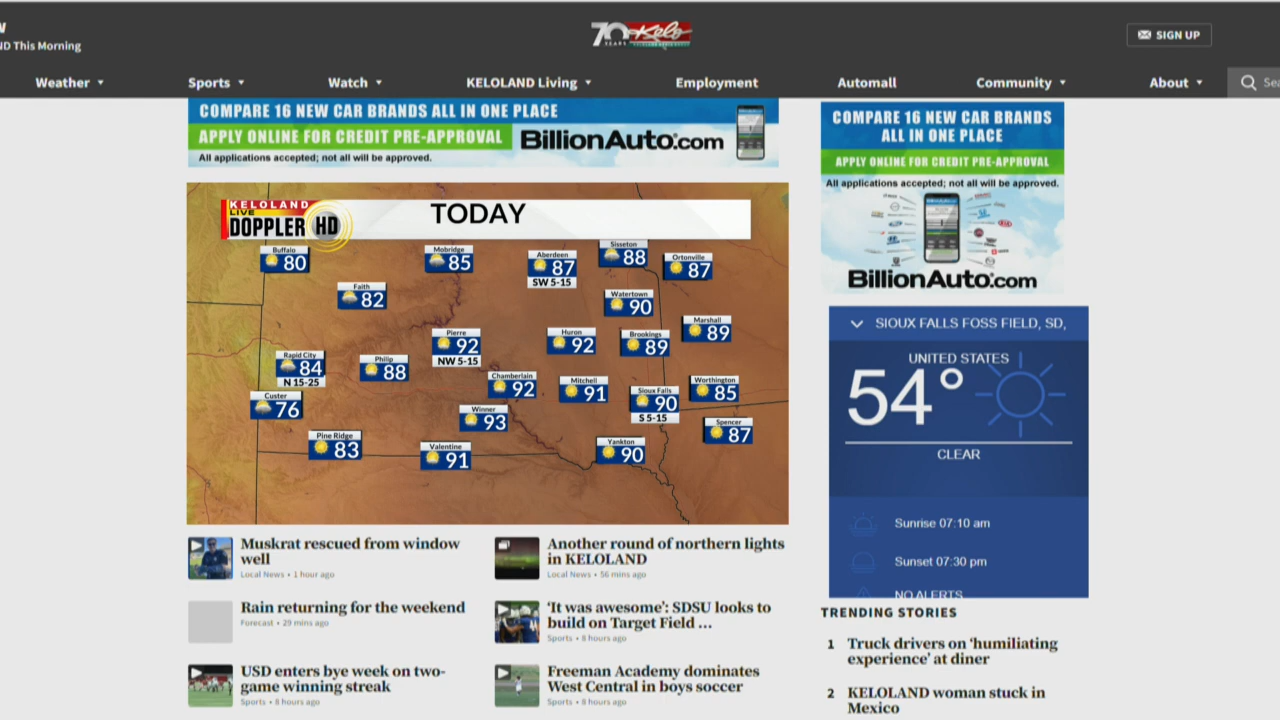 ND This Morning
70 Kelo
YEARS
SIGN UP
Weather
Sports
Watch
KELOLAND Living
Employment
Automall
Community
About
Sea
COMPARE 16 NEW CAR BRANDS ALL IN ONE PLACE
APPLY ONLINE FOR CREDIT PRE-APPROVAL
BillionAuto.com
All applications accepted; not all will be approved.
COMPARE 16 NEW CAR BRANDS
ALL IN ONE PLACE
APPLY ONLINE FOR CREDIT PRE-APPROVAL
All applications accepted; not all will be approved.
BillionAuto.com
KELOLAND
LIVE
DOPPLER HD
TODAY
Buffalo
80
Mobridge
85
Aberdeen
87
SW 5-15
Sisseton
88
Ortonville
87
Faith
82
Watertown
90
Marshall
89
Pierre
92
NW 5-15
Huron
92
Brookings
89
Rapid City
84
N 15-25
Philip
88
Chamberlain
92
Mitchell
91
Sioux Falls
90
S 5-15
Worthington
85
Custer
76
Winner
93
Spencer
87
Pine Ridge
83
Valentine
91
Yankton
90
SIOUX FALLS FOSS FIELD, SD,
UNITED STATES
54°
CLEAR
Sunrise 07:10 am
Sunset 07:30 pm
NO ALERTS
Muskrat rescued from window
well
Local News • 1 hour ago
Another round of northern lights
in KELOLAND
Local News • 56 mins ago
Rain returning for the weekend
Forecast • 29 mins ago
‘It was awesome’: SDSU looks to
build on Target Field ...
Sports • 8 hours ago
USD enters bye week on two-
game winning streak
Sports • 8 hours ago
Freeman Academy dominates
West Central in boys soccer
Sports • 8 hours ago
TRENDING STORIES
1 Truck drivers on ‘humiliating
experience’ at diner
2 KELOLAND woman stuck in
Mexico